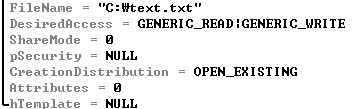 FileName = "C:₩text.txt"
DesiredAccess = GENERIC_READ|GENERIC_WRITE
ShareMode = 0
pSecurity = NULL
CreationDistribution = OPEN_EXISTING
Attributes = 0
hTemplate = NULL